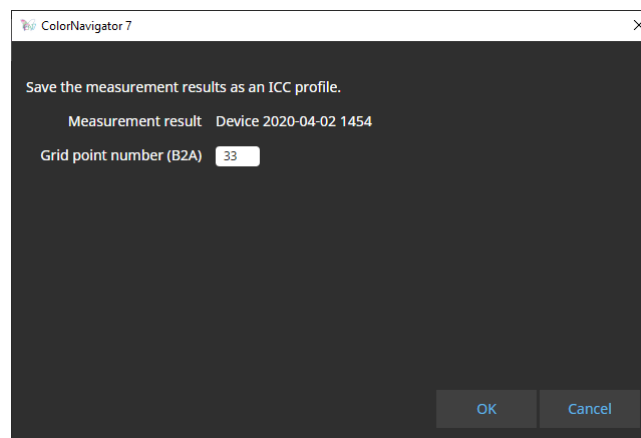 ColorNavigator 7
Save the measurement results as an ICC profile.
Measurement result Device 2020-04-02 1454
Grid point number (B2A) 33
OK Cancel